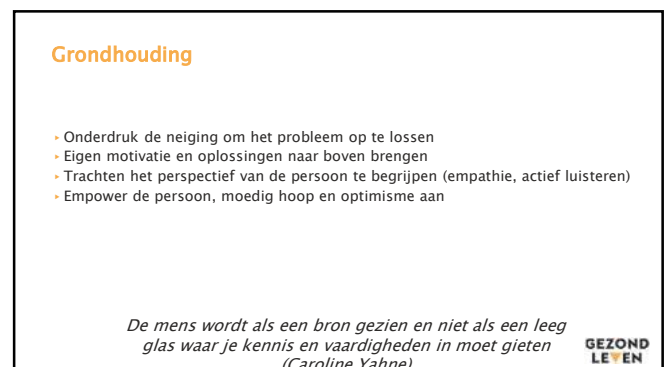 Grondhouding
▸ Onderdruk de neiging om het probleem op te lossen
▸ Eigen motivatie en oplossingen naar boven brengen
▸ Trachten het perspectief van de persoon te begrijpen (empathie, actief luisteren)
▸ Empower de persoon, moedig hoop en optimisme aan
De mens wordt als een bron gezien en niet als een leeg
glas waar je kennis en vaardigheden in moet gieten
(Caroline Yahne)
GEZOND
LEVEN